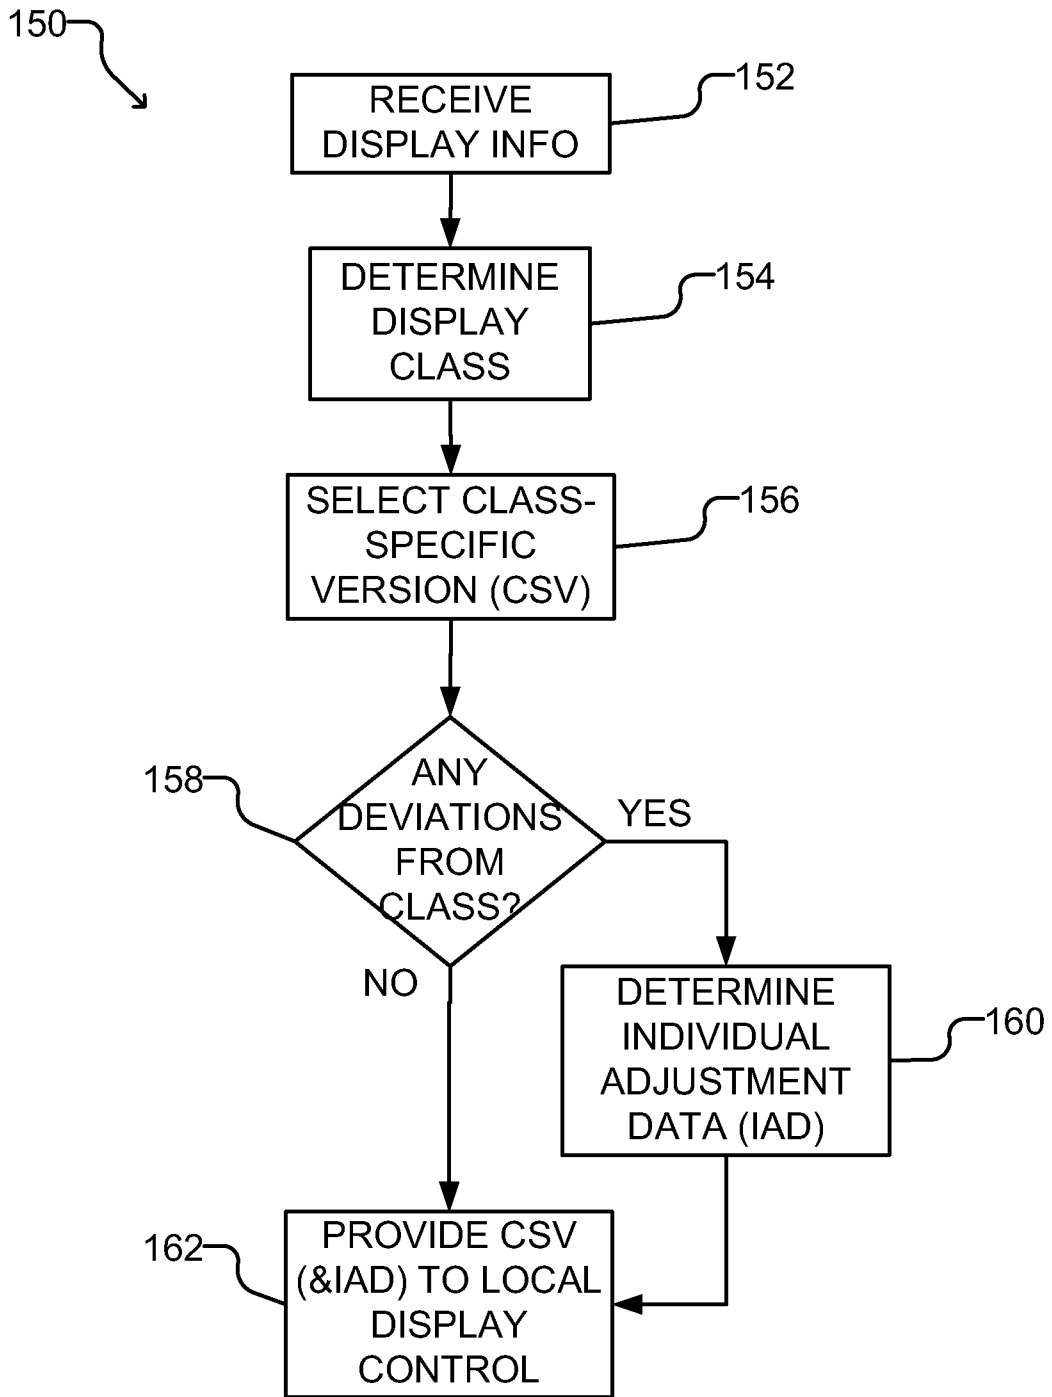 150
RECEIVE
DISPLAY INFO
152
DETERMINE
DISPLAY
CLASS
154
SELECT CLASS-
SPECIFIC
VERSION (CSV)
156
158
ANY
DEVIATIONS
FROM
CLASS?
YES
NO
DETERMINE
INDIVIDUAL
ADJUSTMENT
DATA (IAD)
160
162
PROVIDE CSV
(&IAD) TO LOCAL
DISPLAY
CONTROL